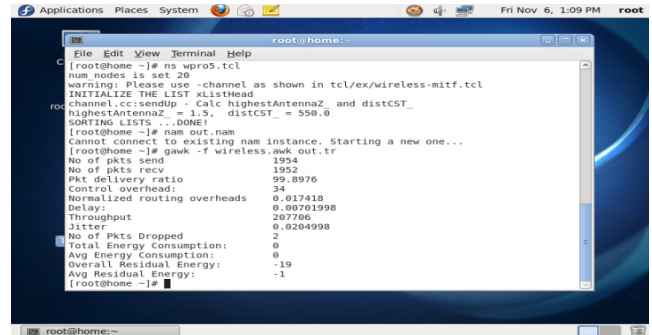 Applications Places System Fri Nov 6, 1:09 PM root
root@home:~
File Edit View Terminal Help
[root@home ~]# ns wpro5.tcl
num_nodes is set 20
warning: Please use -channel as shown in tcl/ex/wireless-mitf.tcl
INITIALIZE THE LIST xListHead
channel.cc:sendUp - Calc highestAntennaZ_ and distCST_
highestAntennaZ_ = 1.5, distCST_ = 550.0
SORTING LISTS ...DONE!
[root@home ~]# nam out.nam
Cannot connect to existing nam instance. Starting a new one...
[root@home ~]# gawk -f wireless.awk out.tr
No of pkts send 1954
No of pkts recv 1952
Pkt delivery ratio 99.8976
Control overhead: 34
Normalized routing overheads 0.017418
Delay: 0.00701998
Throughput 207706
Jitter 0.0204998
No of Pkts Dropped 2
Total Energy Consumption: 0
Avg Energy Consumption: 0
Overall Residual Energy: -19
Avg Residual Energy: -1
[root@home ~]#
root@home:~